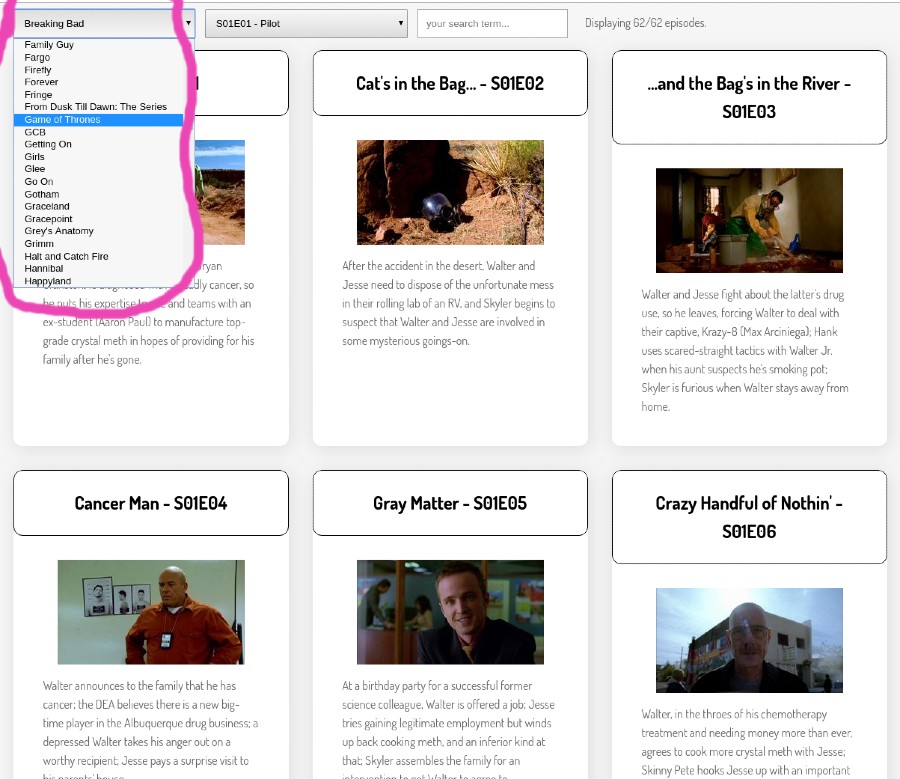 Breaking Bad ▾ S01E01 - Pilot ▾ your search term... Displaying 62/62 episodes.
Family Guy
Fargo
Firefly
Forever
Fringe
From Dusk Till Dawn: The Series
Game of Thrones
GCB
Getting On
Girls
Glee
Go On
Gotham
Graceland
Gracepoint
Grey's Anatomy
Grimm
Halt and Catch Fire
Hannibal
Happyland
adly cancer, so
he puts his expertise to and teams with an
ex-student (Aaron Paul) to manufacture top-
grade crystal meth in hopes of providing for his
family after he's gone.
Cat's in the Bag... - S01E02
After the accident in the desert, Walter and
Jesse need to dispose of the unfortunate mess
in their rolling lab of an RV, and Skyler begins to
suspect that Walter and Jesse are involved in
some mysterious goings-on.
...and the Bag's in the River -
S01E03
Walter and Jesse fight about the latter's drug
use, so he leaves, forcing Walter to deal with
their captive, Krazy-8 (Max Arciniega); Hank
uses scared-straight tactics with Walter Jr.
when his aunt suspects he's smoking pot;
Skyler is furious when Walter stays away from
home.
Cancer Man - S01E04
Walter announces to the family that he has
cancer; the DEA believes there is a new big-
time player in the Albuquerque drug business; a
depressed Walter takes his anger out on a
worthy recipient; Jesse pays a surprise visit to
his parents' house.
Gray Matter - S01E05
At a birthday party for a successful former
science colleague, Walter is offered a job; Jesse
tries gaining legitimate employment but winds
up back cooking meth, and an inferior kind at
that; Skyler assembles the family for an
intervention to get Walter to agree to
Crazy Handful of Nothin' -
S01E06
Walter, in the throes of his chemotherapy
treatment and needing money more than ever,
agrees to cook more crystal meth with Jesse;
Skinny Pete hooks Jesse up with an important